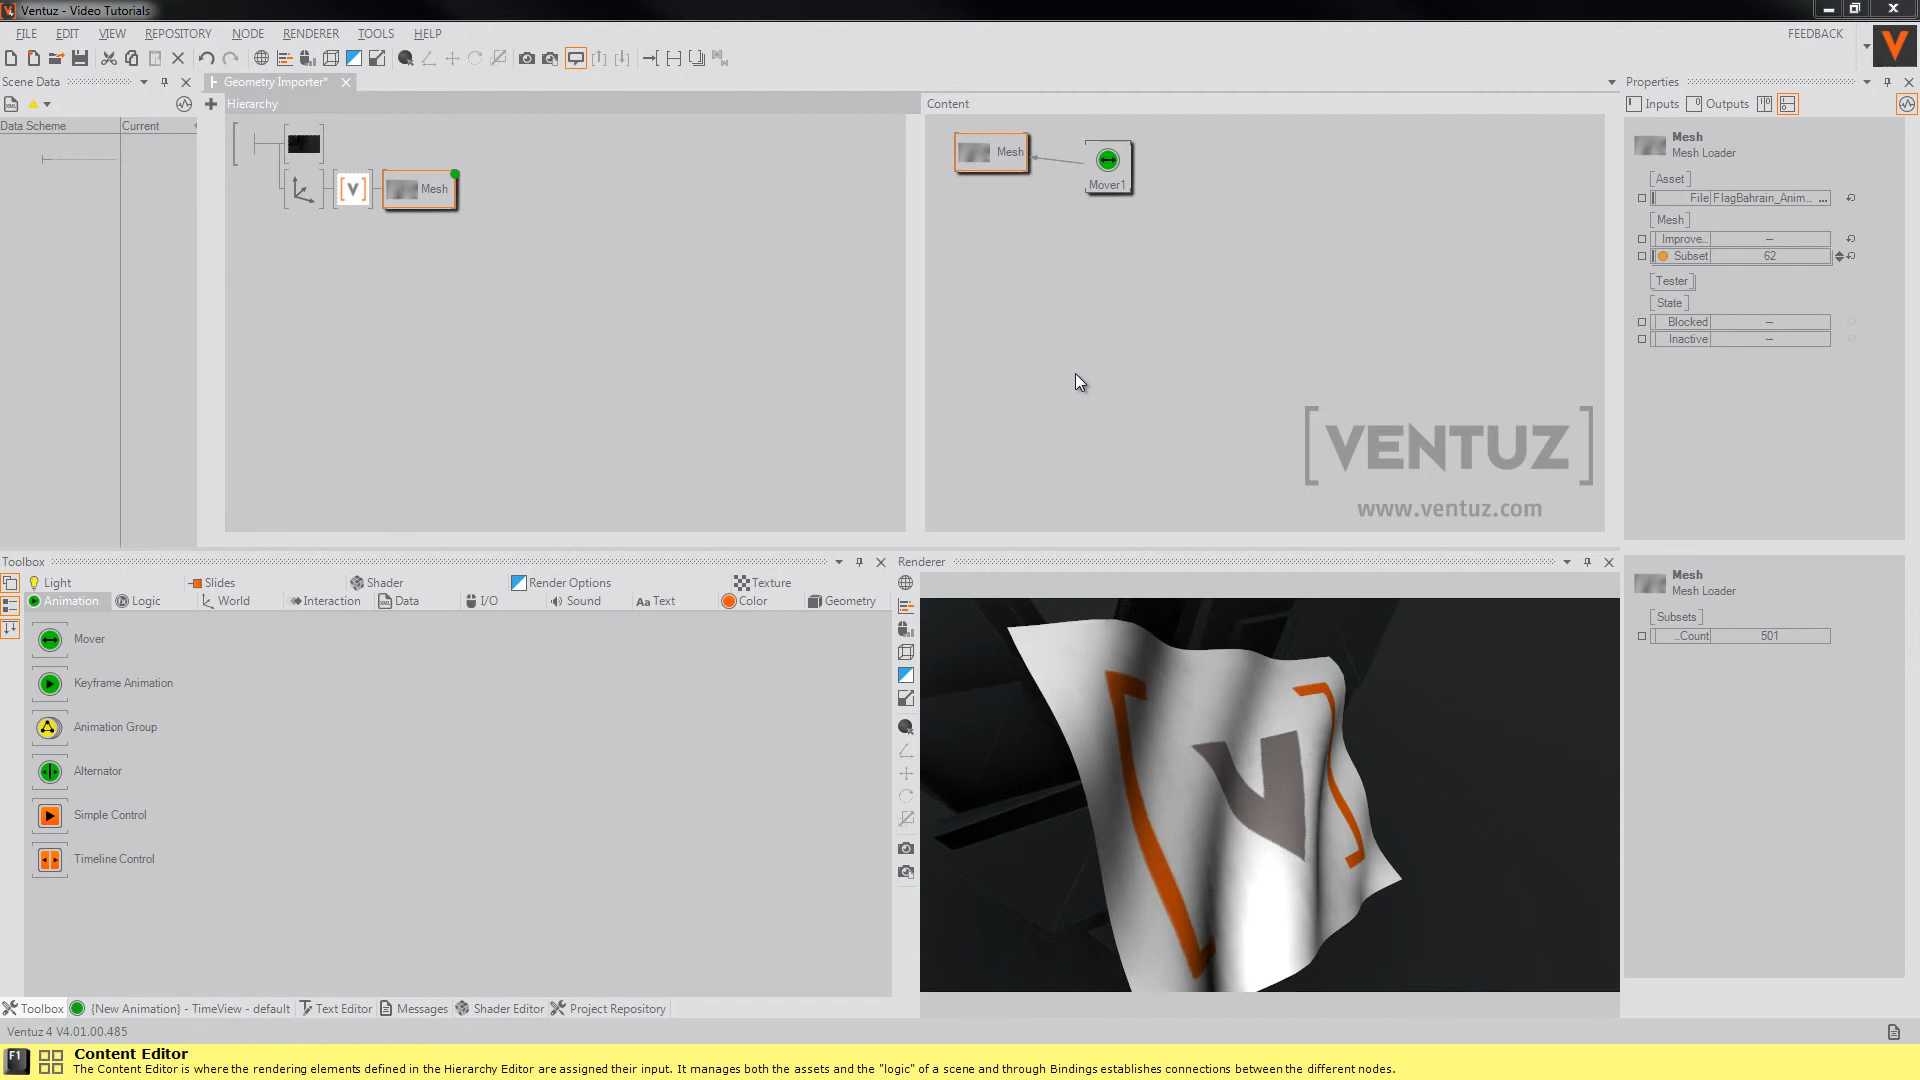 Ventuz - Video Tutorials
FILE EDIT VIEW REPOSITORY NODE RENDERER TOOLS HELP
FEEDBACK
Scene Data
Geometry Importer*
Hierarchy
Content
Properties
Inputs
Outputs
Data Scheme
Current
Mesh
Mesh
Mover1
Mesh
Mesh Loader
Asset
File FlagBahrain_Anim... ...
Mesh
Improve... –
Subset 62
Tester
State
Blocked –
Inactive –
[VENTUZ]
www.ventuz.com
Toolbox
Renderer
Light
Slides
Shader
Render Options
Texture
Animation
Logic
World
Interaction
Data
I/O
Sound
Aa Text
Color
Geometry
Mover
Keyframe Animation
Animation Group
Alternator
Simple Control
Timeline Control
Mesh
Mesh Loader
Subsets
...Count 501
Toolbox
{New Animation} - TimeView - default
Text Editor
Messages
Shader Editor
Project Repository
Ventuz 4 V4.01.00.485
F1
Content Editor
The Content Editor is where the rendering elements defined in the Hierarchy Editor are assigned their input. It manages both the assets and the "logic" of a scene and through Bindings establishes connections between the different nodes.